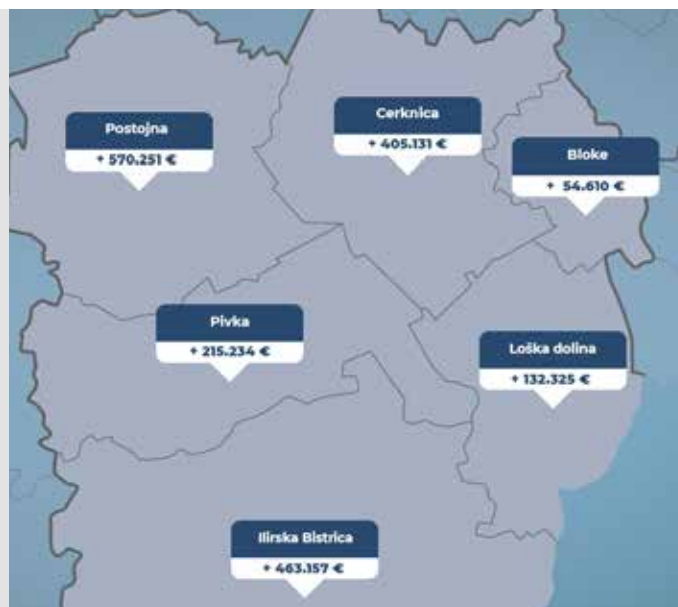 Postojna
+ 570.251 €
Cerknica
+ 405.131 €
Bloke
+ 54.610 €
Pivka
+ 215.234 €
Loška dolina
+ 132.325 €
Ilirska Bistrica
+ 463.157 €